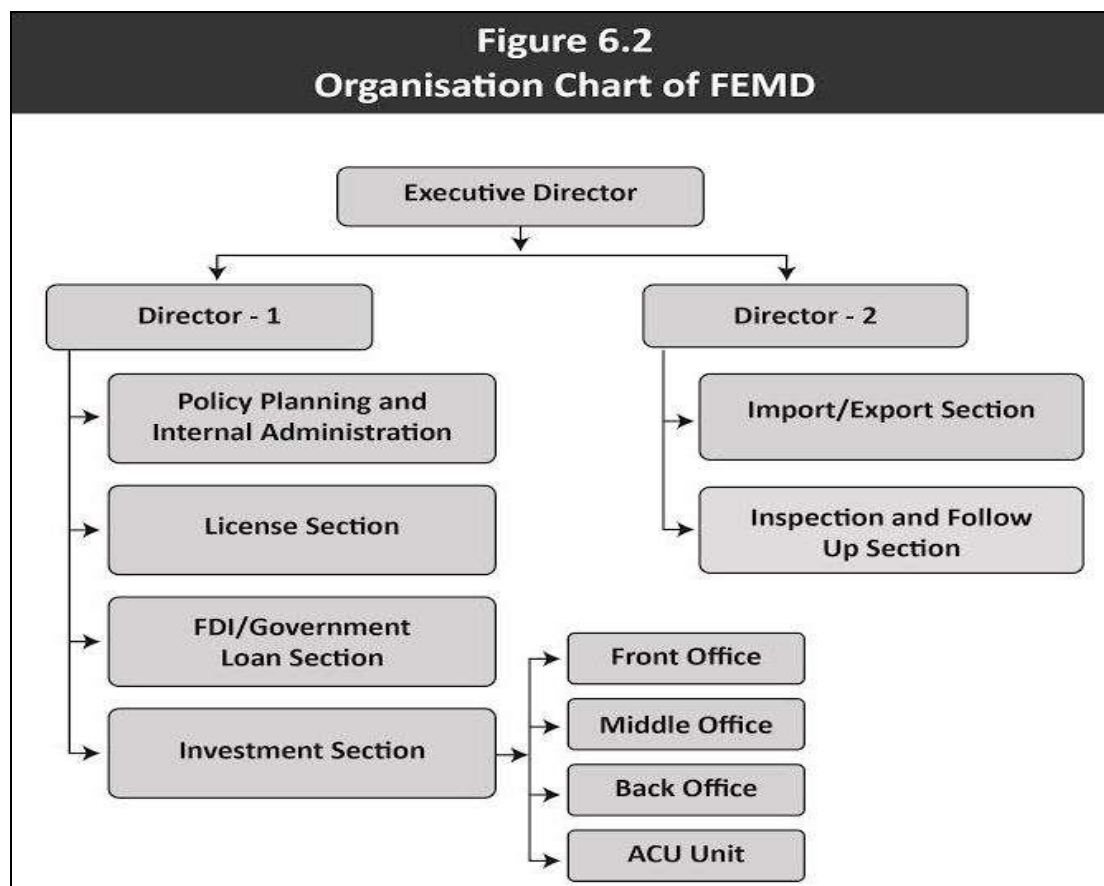 Figure 6.2
Organisation Chart of FEMD
Executive Director
Director - 1
Director - 2
Policy Planning and
Internal Administration
License Section
FDI/Government
Loan Section
Investment Section
Import/Export Section
Inspection and Follow
Up Section
Front Office
Middle Office
Back Office
ACU Unit